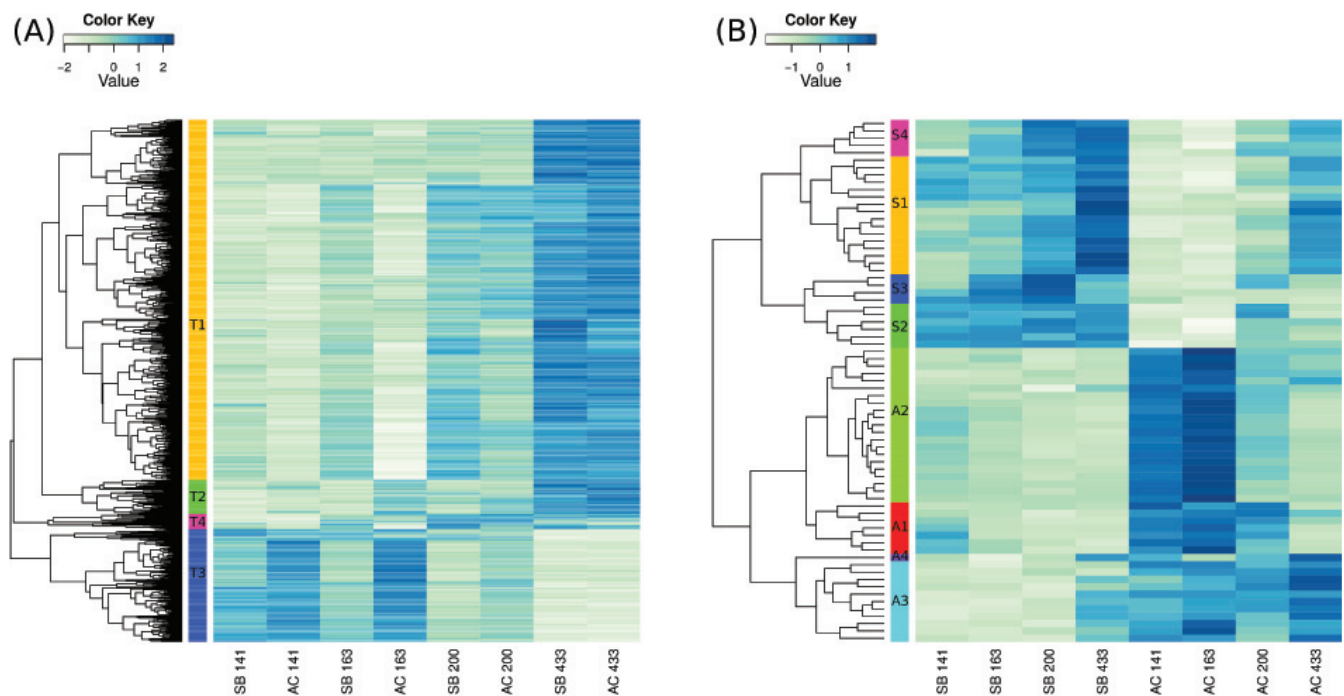 (A)
Color Key
−2 0 1 2
Value
T1
T2
T4
T3
SB 141
AC 141
SB 163
AC 163
SB 200
AC 200
SB 433
AC 433
(B)
Color Key
−1 0 1
Value
S4
S1
S3
S2
A2
A1
A4
A3
SB 141
SB 163
SB 200
SB 433
AC 141
AC 163
AC 200
AC 433